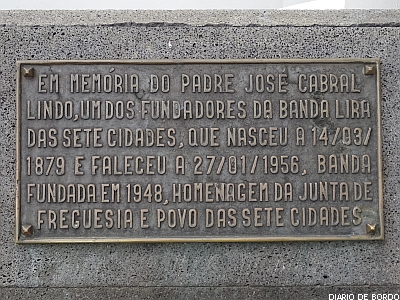 EM MEMÓRIA DO PADRE JOSÉ CABRAL
LINDO, UM DOS FUNDADORES DA BANDA LIRA
DAS SETE CIDADES, QUE NASCEU A 14/03/
1879 E FALECEU A 27/01/1956, BANDA
FUNDADA EM 1948, HOMENAGEM DA JUNTA DE
FREGUESIA E POVO DAS SETE CIDADES
DIARIO DE BORDO